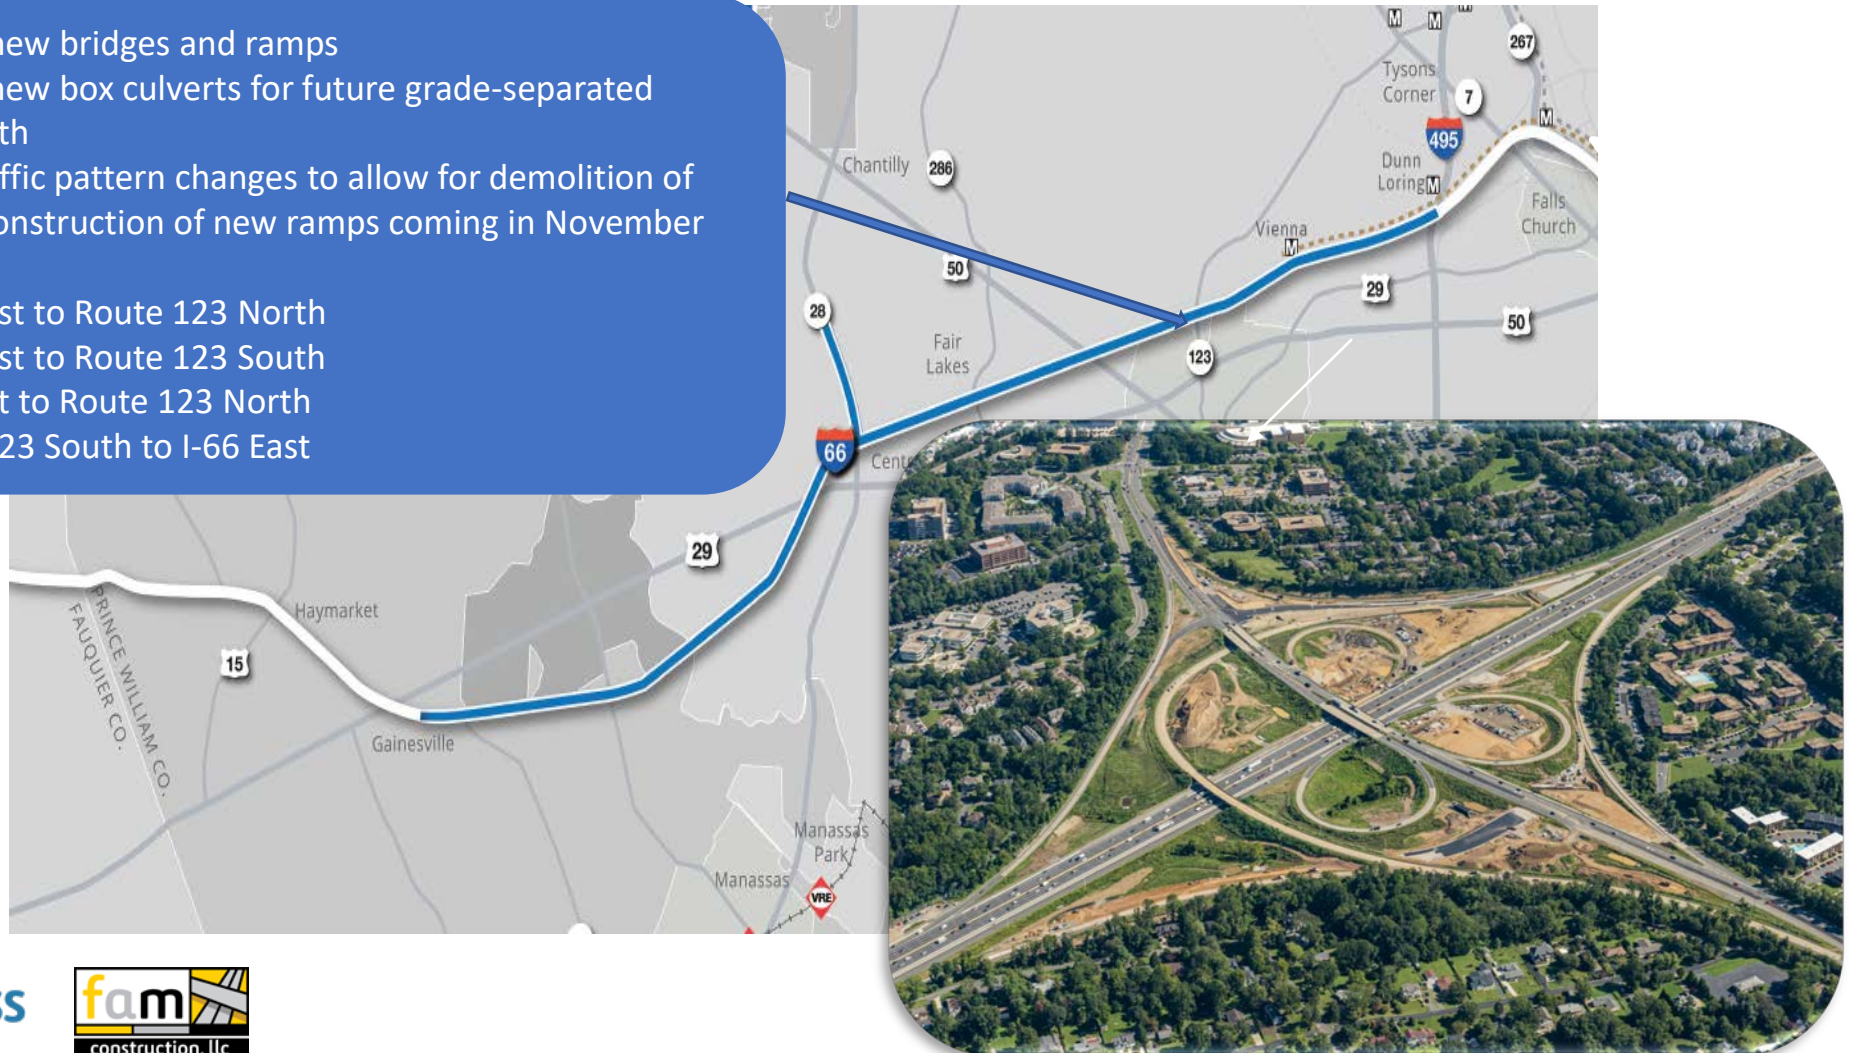 new bridges and ramps
new box culverts for future grade-separated
th
ffic pattern changes to allow for demolition of
onstruction of new ramps coming in November
st to Route 123 North
st to Route 123 South
t to Route 123 North
23 South to I-66 East
M
M
267
Tysons
Corner
7
M
495
Chantilly
286
Dunn
Loring
M
Falls
Church
Vienna
M
50
29
28
50
Fair
Lakes
123
66
Cent
29
Haymarket
15
PRINCE WILLIAM CO.
FAUQUIER CO.
Gainesville
Manassas
Park
Manassas
VRE
ss
fam
construction, llc